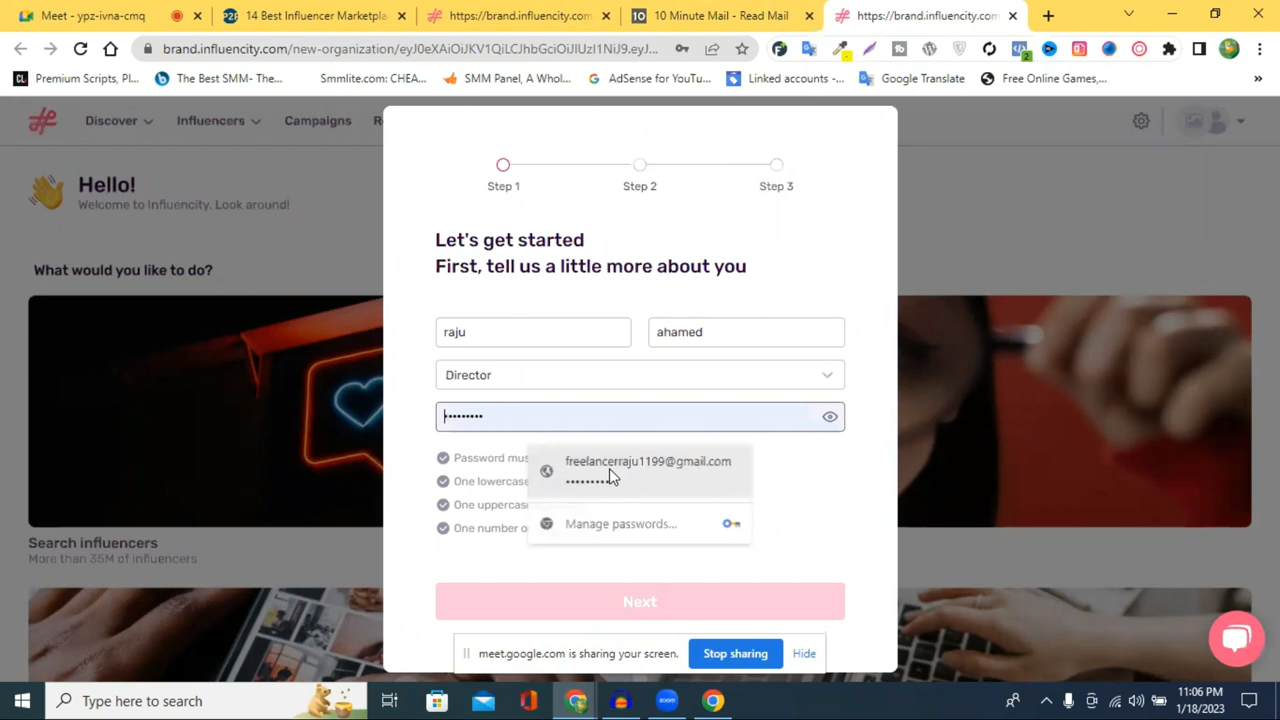 Meet - ypz-ivna-cmq
14 Best Influencer Marketpla
https://brand.influencity.com/
10 Minute Mail - Read Mail
https://brand.influencity.com/
brand.influencity.com/new-organization/eyJ0eXAiOiJKV1QiLCJhbGciOiJIUzI1NiJ9.eyJ...
Premium Scripts, Pl...
The Best SMM- The...
Smmlite.com: CHEA...
SMM Panel, A Whol...
AdSense for YouTu...
Linked accounts -...
Google Translate
Free Online Games,...
»
Discover
Influencers
Campaigns
Hello!
Welcome to Influencity. Look around!
What would you like to do?
Search influencers
More than 35M of influencers
Step 1
Step 2
Step 3
Let's get started
First, tell us a little more about you
raju
ahamed
Director
•••••••••
Password mus
One lowercase
One uppercas
One number o
freelancerraju1199@gmail.com
Manage passwords...
Next
meet.google.com is sharing your screen.
Stop sharing
Hide
Type here to search
11:06 PM
1/18/2023